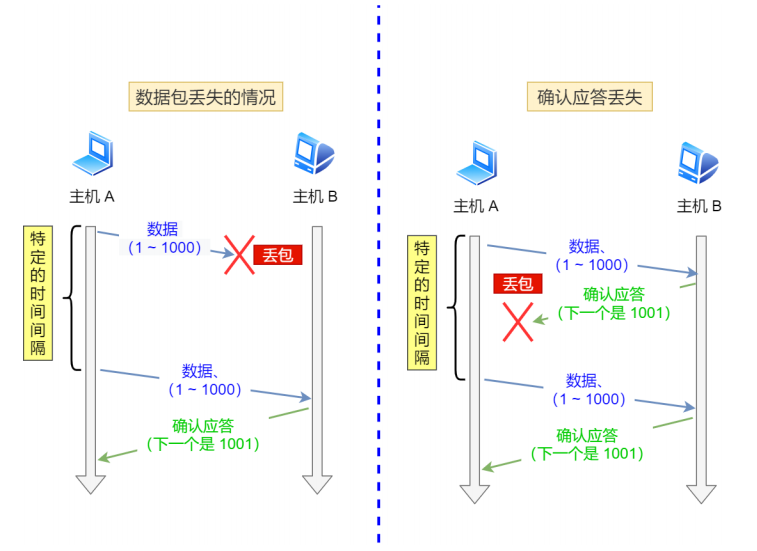 数据包丢失的情况
主机 A
主机 B
特定的时间间隔
数据
（1 ~ 1000）
丢包
数据、
（1 ~ 1000）
确认应答
（下一个是 1001）
确认应答丢失
主机 A
主机 B
特定的时间间隔
数据、
（1 ~ 1000）
丢包
确认应答
（下一个是 1001）
数据、
（1 ~ 1000）
确认应答
（下一个是 1001）